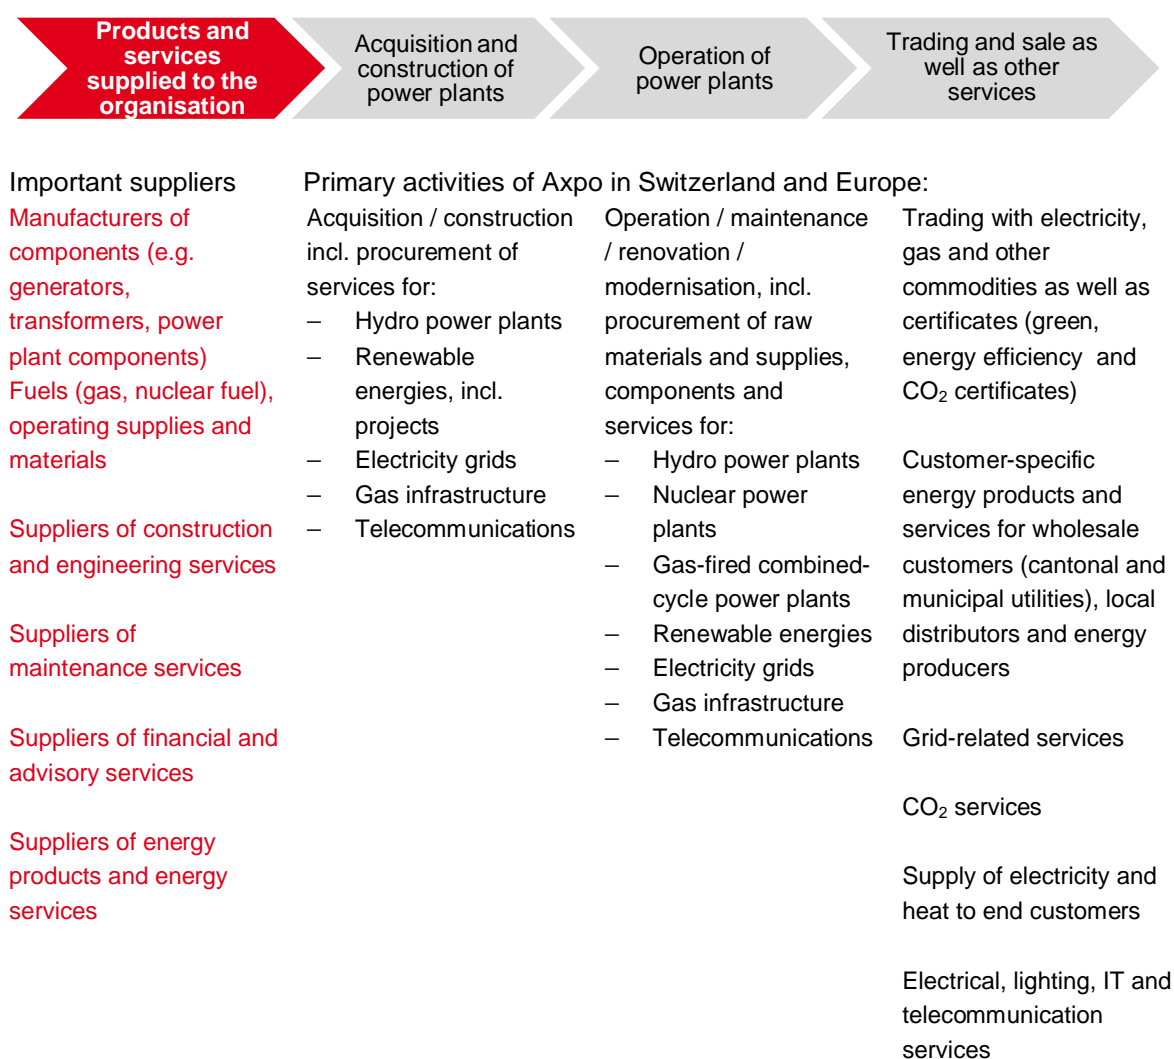 Products and
services
supplied to the
organisation
Acquisition and
construction of
power plants
Operation of
power plants
Trading and sale as
well as other
services
Important suppliers
Manufacturers of
components (e.g.
generators,
transformers, power
plant components)
Fuels (gas, nuclear fuel),
operating supplies and
materials
Suppliers of construction
and engineering services
Suppliers of
maintenance services
Suppliers of financial and
advisory services
Suppliers of energy
products and energy
services
Primary activities of Axpo in Switzerland and Europe:
Acquisition / construction
incl. procurement of
services for:
– Hydro power plants
– Renewable
energies, incl.
projects
– Electricity grids
– Gas infrastructure
– Telecommunications
Operation / maintenance
/ renovation /
modernisation, incl.
procurement of raw
materials and supplies,
components and
services for:
– Hydro power plants
– Nuclear power
plants
– Gas-fired combined-
cycle power plants
– Renewable energies
– Electricity grids
– Gas infrastructure
– Telecommunications
Trading with electricity,
gas and other
commodities as well as
certificates (green,
energy efficiency and
CO₂ certificates)
Customer-specific
energy products and
services for wholesale
customers (cantonal and
municipal utilities), local
distributors and energy
producers
Grid-related services
CO₂ services
Supply of electricity and
heat to end customers
Electrical, lighting, IT and
telecommunication
services